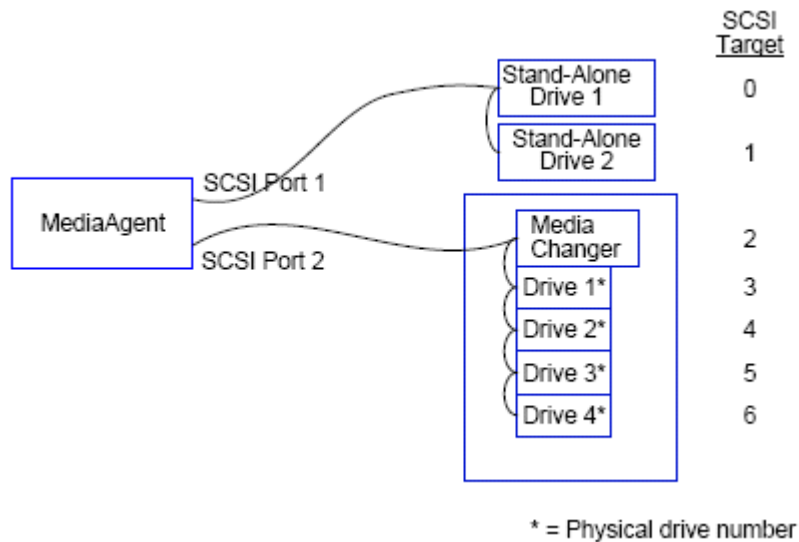 SCSI
Target
Stand-Alone
Drive 1
0
Stand-Alone
Drive 2
1
SCSI Port 1
MediaAgent
SCSI Port 2
Media
Changer
2
Drive 1*
3
Drive 2*
4
Drive 3*
5
Drive 4*
6
* = Physical drive number